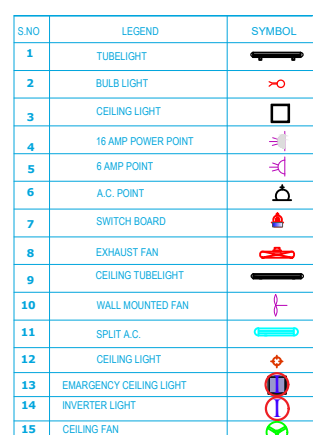 S.NO LEGEND SYMBOL
1 TUBELIGHT
2 BULB LIGHT
3 CEILING LIGHT
4 16 AMP POWER POINT
5 6 AMP POINT
6 A.C. POINT
7 SWITCH BOARD
8 EXHAUST FAN
9 CEILING TUBELIGHT
10 WALL MOUNTED FAN
11 SPLIT A.C.
12 CEILING LIGHT
13 EMARGENCY CEILING LIGHT
14 INVERTER LIGHT
15 CEILING FAN